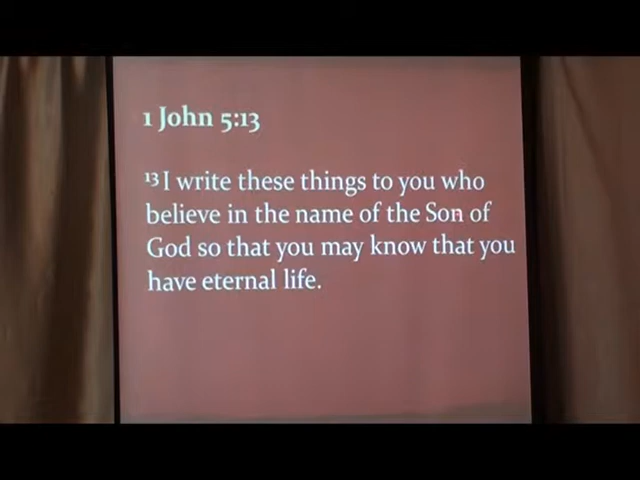 1 John 5:13
13 I write these things to you who
believe in the name of the Son of
God so that you may know that you
have eternal life.